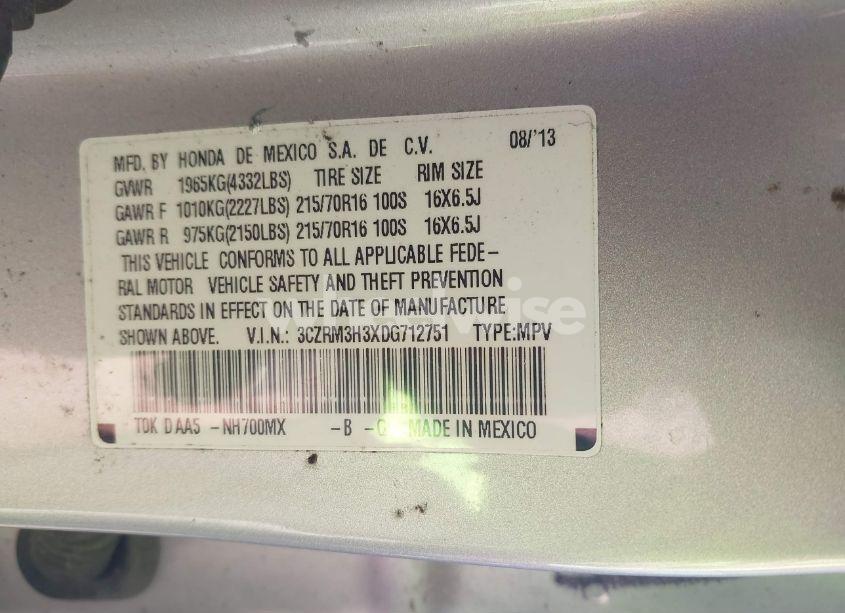 MFD. BY HONDA DE MEXICO S.A. DE C.V. 08/'13
GVWR 1965KG(4332LBS) TIRE SIZE RIM SIZE
GAWR F 1010KG(2227LBS) 215/70R16 100S 16X6.5J
GAWR R 975KG(2150LBS) 215/70R16 100S 16X6.5J
THIS VEHICLE CONFORMS TO ALL APPLICABLE FEDE-
RAL MOTOR VEHICLE SAFETY AND THEFT PREVENTION
STANDARDS IN EFFECT ON THE DATE OF MANUFACTURE
SHOWN ABOVE. V.I.N.: 3CZRM3H3XDG712751 TYPE:MPV
T0K D AA5 -NH700MX -B - MADE IN MEXICO